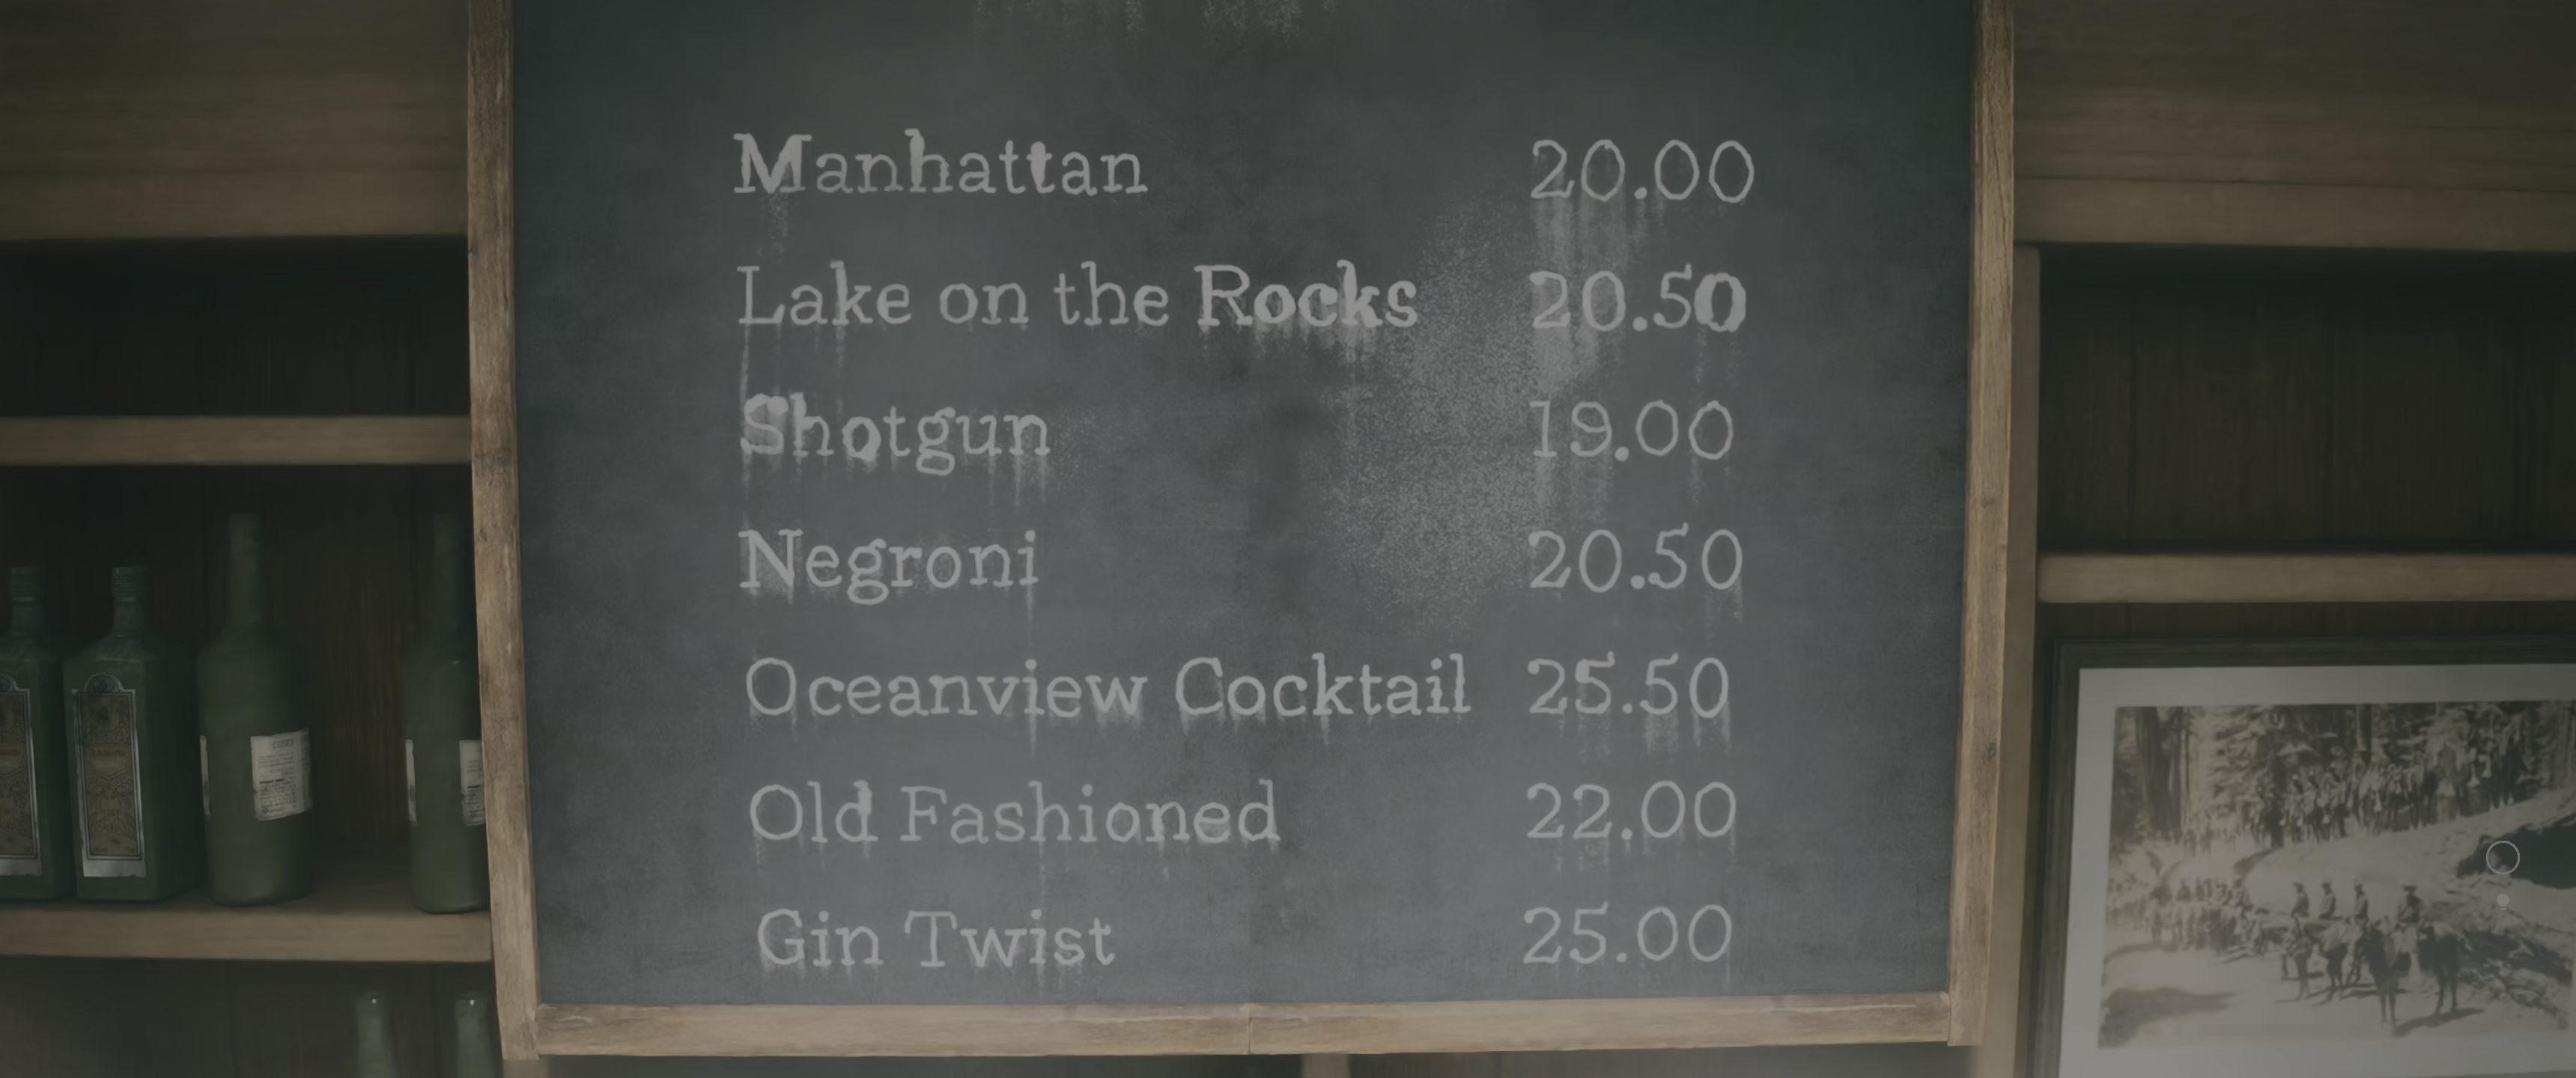 Manhattan 20.00
Lake on the Rocks 20.50
Shotgun 19.00
Negroni 20.50
Oceanview Cocktail 25.50
Old Fashioned 22.00
Gin Twist 25.00